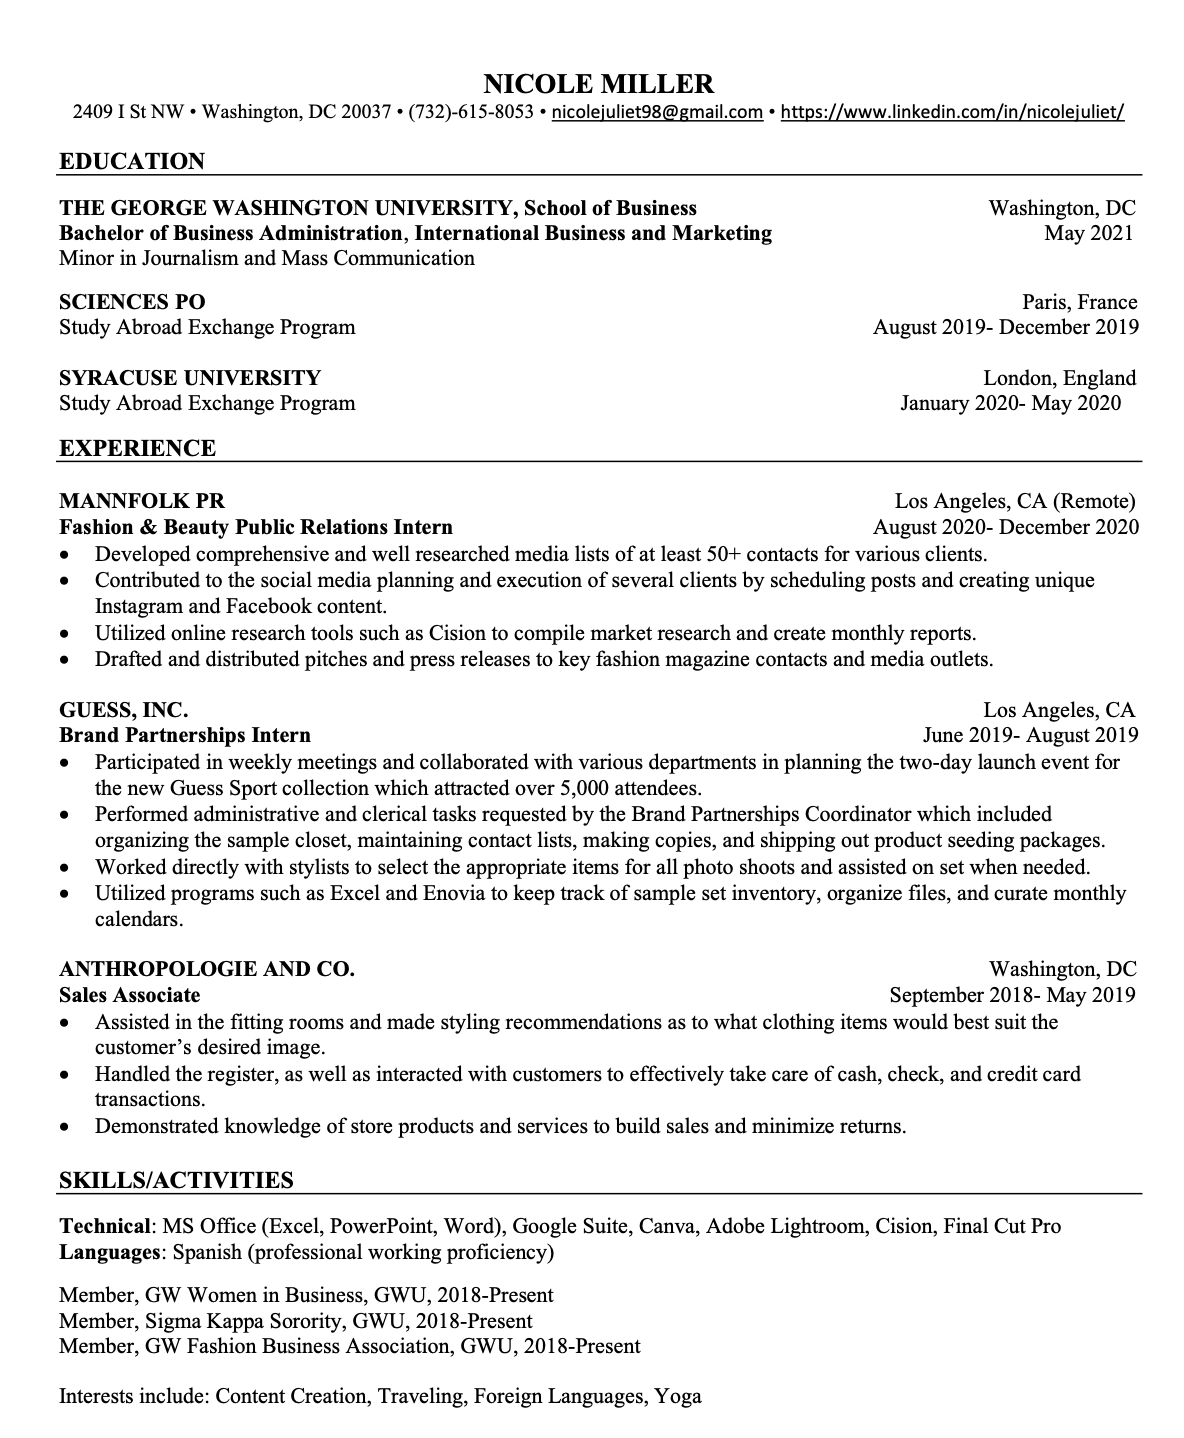 NICOLE MILLER
2409 I St NW • Washington, DC 20037 • (732)-615-8053 • nicolejuliet98@gmail.com • https://www.linkedin.com/in/nicolejuliet/
EDUCATION
THE GEORGE WASHINGTON UNIVERSITY, School of Business Washington, DC
Bachelor of Business Administration, International Business and Marketing May 2021
Minor in Journalism and Mass Communication
SCIENCES PO Paris, France
Study Abroad Exchange Program August 2019- December 2019
SYRACUSE UNIVERSITY London, England
Study Abroad Exchange Program January 2020- May 2020
EXPERIENCE
MANNFOLK PR Los Angeles, CA (Remote)
Fashion & Beauty Public Relations Intern August 2020- December 2020
• Developed comprehensive and well researched media lists of at least 50+ contacts for various clients.
• Contributed to the social media planning and execution of several clients by scheduling posts and creating unique
Instagram and Facebook content.
• Utilized online research tools such as Cision to compile market research and create monthly reports.
• Drafted and distributed pitches and press releases to key fashion magazine contacts and media outlets.
GUESS, INC. Los Angeles, CA
Brand Partnerships Intern June 2019- August 2019
• Participated in weekly meetings and collaborated with various departments in planning the two-day launch event for
the new Guess Sport collection which attracted over 5,000 attendees.
• Performed administrative and clerical tasks requested by the Brand Partnerships Coordinator which included
organizing the sample closet, maintaining contact lists, making copies, and shipping out product seeding packages.
• Worked directly with stylists to select the appropriate items for all photo shoots and assisted on set when needed.
• Utilized programs such as Excel and Enovia to keep track of sample set inventory, organize files, and curate monthly
calendars.
ANTHROPOLOGIE AND CO. Washington, DC
Sales Associate September 2018- May 2019
• Assisted in the fitting rooms and made styling recommendations as to what clothing items would best suit the
customer’s desired image.
• Handled the register, as well as interacted with customers to effectively take care of cash, check, and credit card
transactions.
• Demonstrated knowledge of store products and services to build sales and minimize returns.
SKILLS/ACTIVITIES
Technical: MS Office (Excel, PowerPoint, Word), Google Suite, Canva, Adobe Lightroom, Cision, Final Cut Pro
Languages: Spanish (professional working proficiency)
Member, GW Women in Business, GWU, 2018-Present
Member, Sigma Kappa Sorority, GWU, 2018-Present
Member, GW Fashion Business Association, GWU, 2018-Present
Interests include: Content Creation, Traveling, Foreign Languages, Yoga